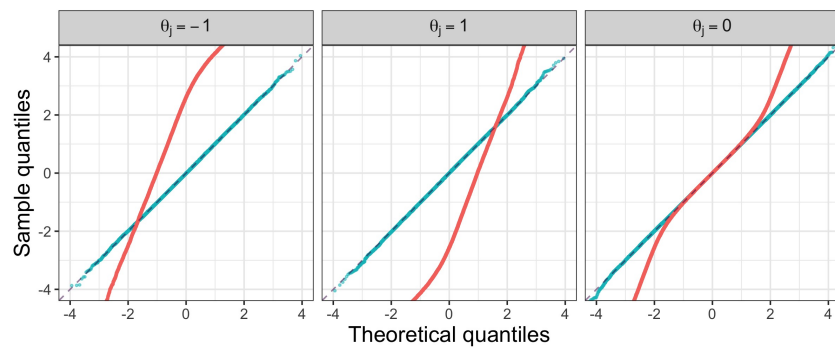 θj = −1 θj = 1 θj = 0
Sample quantiles
4
2
0
-2
-4
-4 -2 0 2 4 -4 -2 0 2 4 -4 -2 0 2 4
Theoretical quantiles